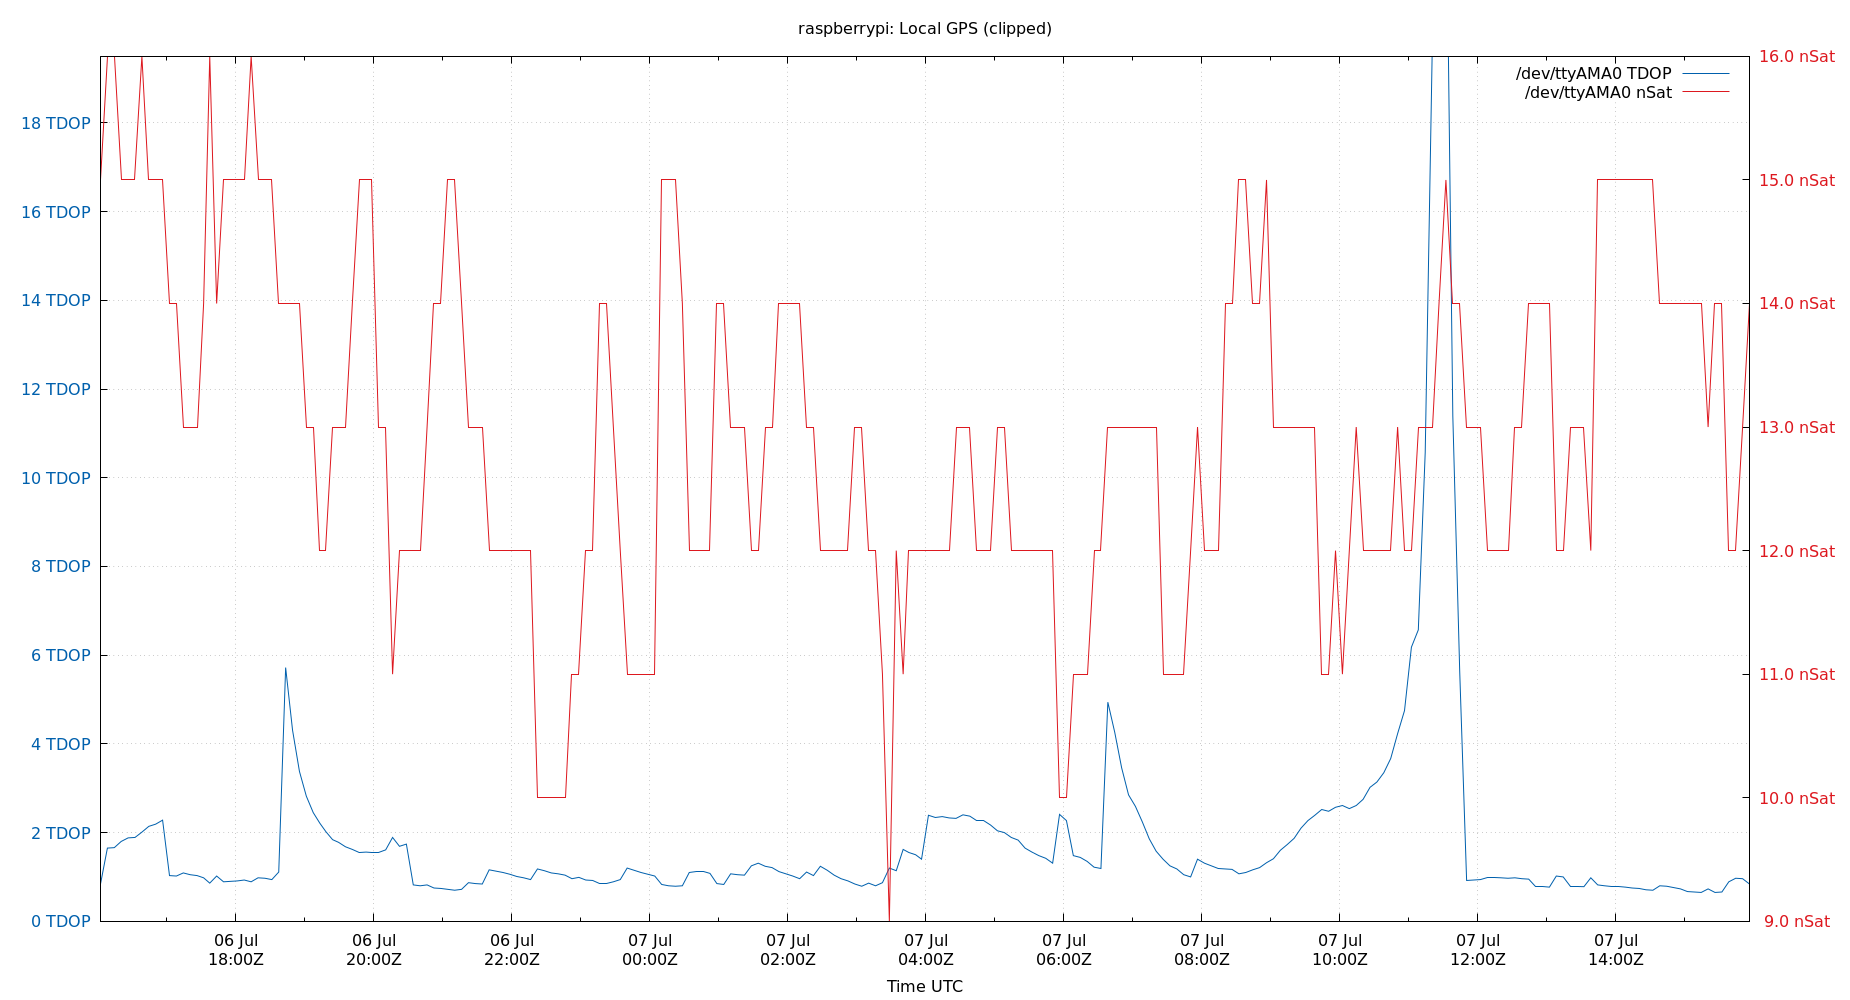 raspberrypi: Local GPS (clipped)
/dev/ttyAMA0 TDOP
/dev/ttyAMA0 nSat
18 TDOP
16 TDOP
14 TDOP
12 TDOP
10 TDOP
8 TDOP
6 TDOP
4 TDOP
2 TDOP
0 TDOP
16.0 nSat
15.0 nSat
14.0 nSat
13.0 nSat
12.0 nSat
11.0 nSat
10.0 nSat
9.0 nSat
06 Jul
18:00Z
06 Jul
20:00Z
06 Jul
22:00Z
07 Jul
00:00Z
07 Jul
02:00Z
07 Jul
04:00Z
07 Jul
06:00Z
07 Jul
08:00Z
07 Jul
10:00Z
07 Jul
12:00Z
07 Jul
14:00Z
Time UTC